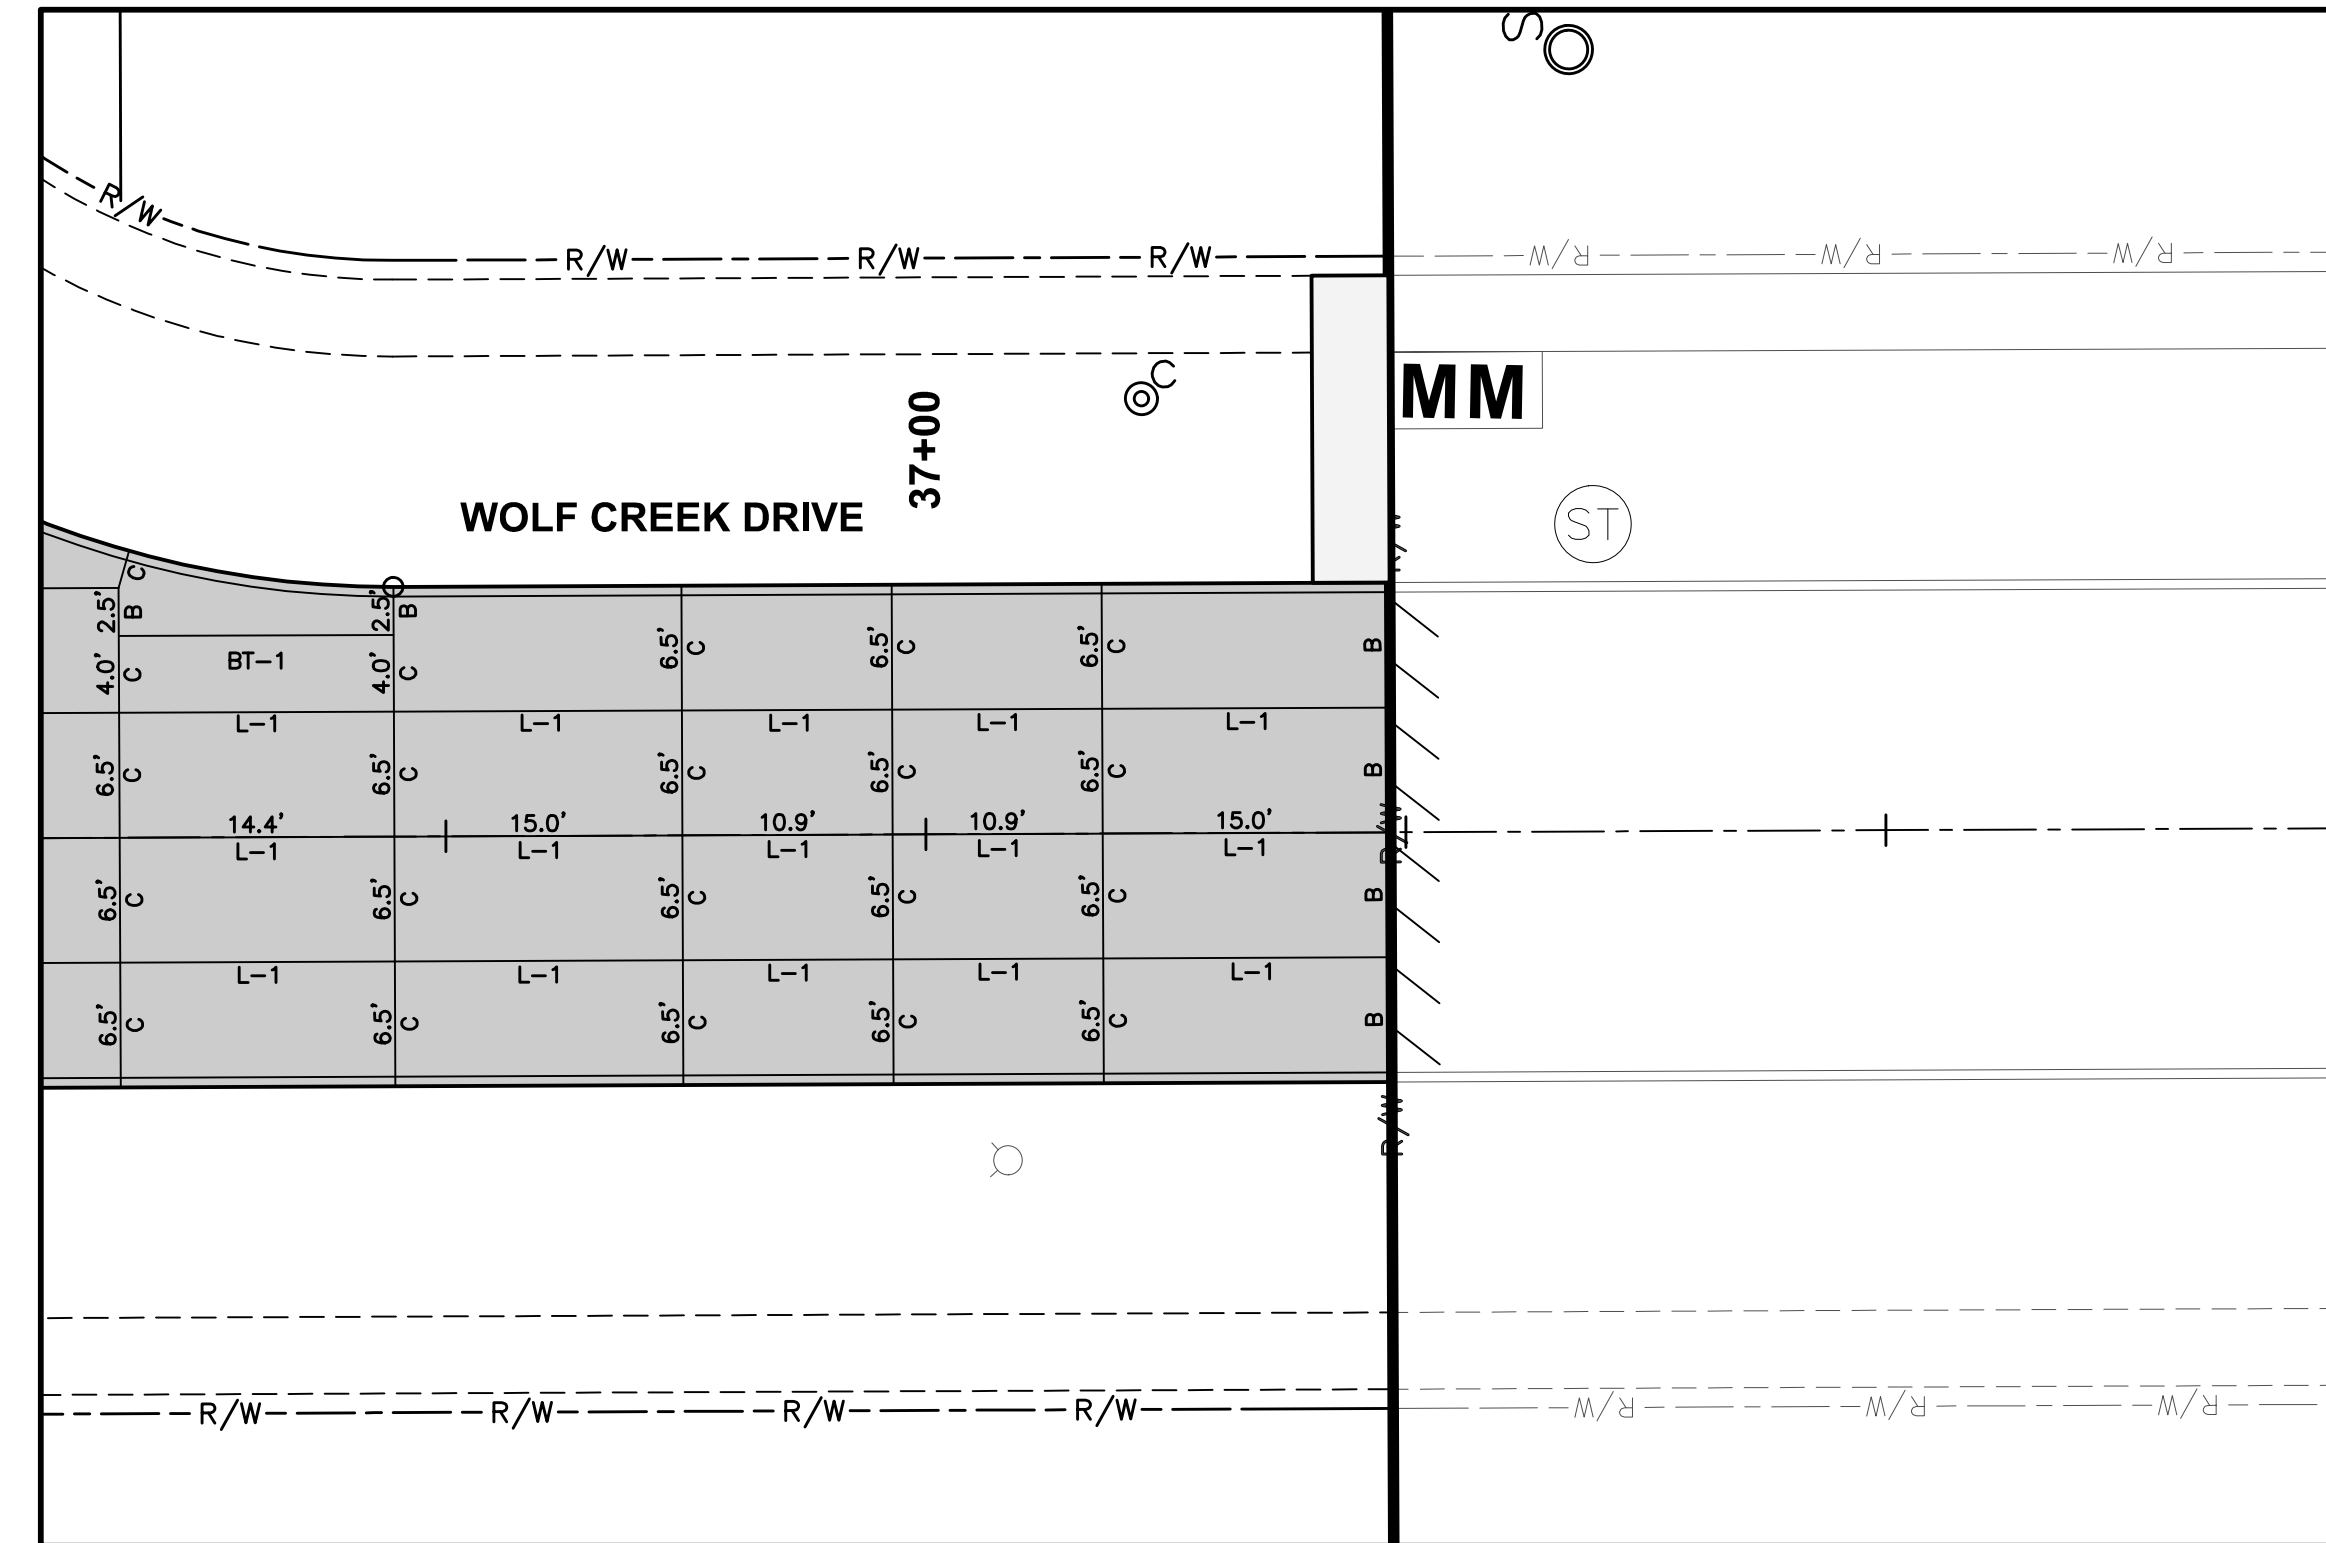 S
R/W
R/W R/W R/W R/W R/W R/W
C
MM
37+00
WOLF CREEK DRIVE
ST
C
2.5' B 2.5' B
6.5' C 6.5' C 6.5' C B
4.0' C BT-1 4.0' C
L-1 L-1 L-1 L-1 L-1
6.5' C 6.5' C 6.5' C 6.5' C 6.5' C B
14.4' 15.0' 10.9' 10.9' 15.0' R/W
L-1 L-1 L-1 L-1 L-1
6.5' C 6.5' C 6.5' C 6.5' C 6.5' C B
L-1 L-1 L-1 L-1 L-1
6.5' C 6.5' C 6.5' C 6.5' C 6.5' C B
R/W
R/W R/W R/W R/W R/W R/W R/W